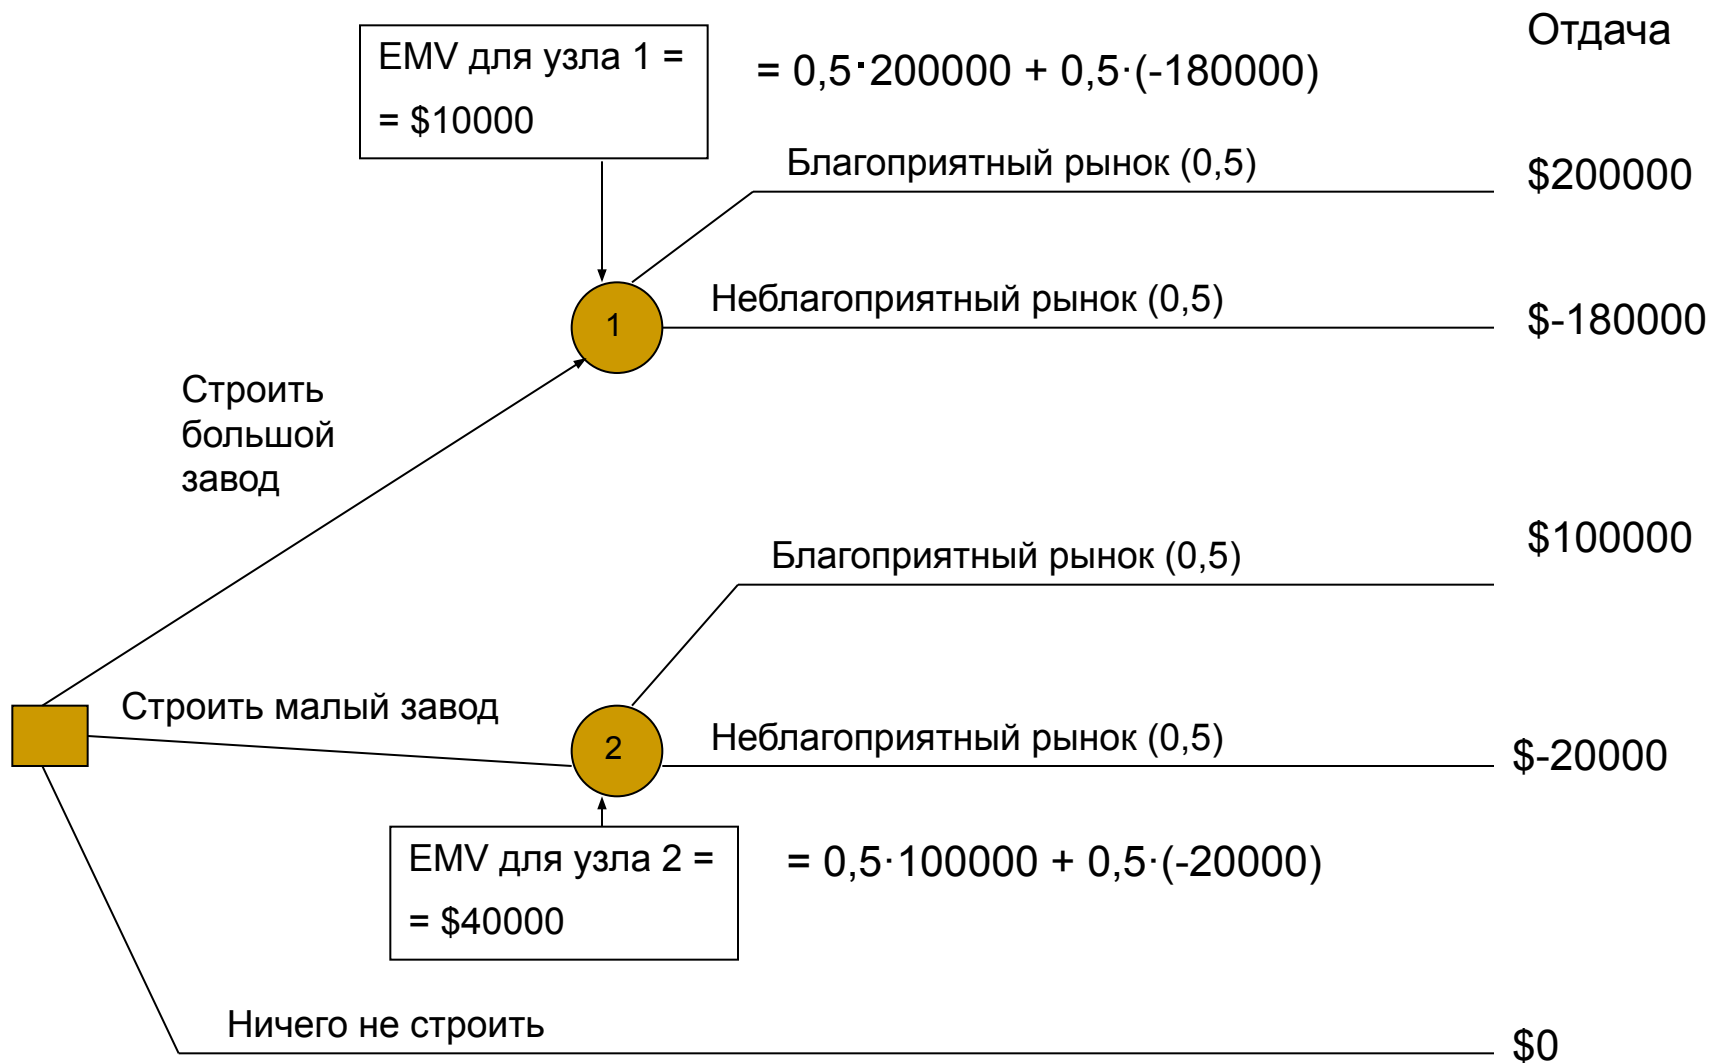 Отдача
EMV для узла 1 =
= $10000
= 0,5·200000 + 0,5·(-180000)
Благоприятный рынок (0,5)
$200000
Неблагоприятный рынок (0,5)
$-180000
1
Строить
большой
завод
$100000
Благоприятный рынок (0,5)
Строить малый завод
2
Неблагоприятный рынок (0,5)
$-20000
EMV для узла 2 =
= $40000
= 0,5·100000 + 0,5·(-20000)
Ничего не строить
$0